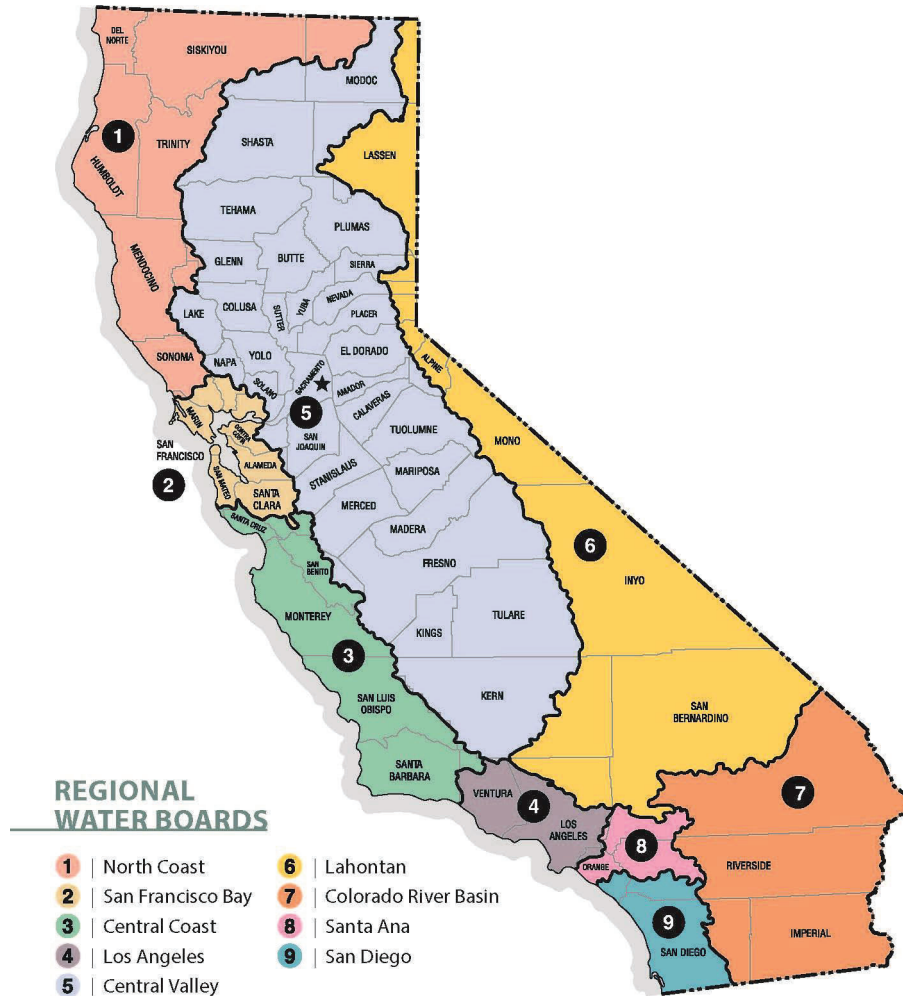 DEL
NORTE
SISKIYOU
MODOC
1
TRINITY
SHASTA
LASSEN
HUMBOLDT
TEHAMA
PLUMAS
MENDOCINO
GLENN
BUTTE
SIERRA
LAKE
COLUSA
SUTTER
YUBA
NEVADA
PLACER
SONOMA
NAPA
YOLO
SOLANO
SACRAMENTO
EL DORADO
ALPINE
AMADOR
CALAVERAS
5
MARIN
CONTRA
COSTA
SAN
JOAQUIN
TUOLUMNE
MONO
SAN
FRANCISCO
2
ALAMEDA
SAN MATEO
SANTA
CLARA
STANISLAUS
MARIPOSA
MERCED
SANTA CRUZ
MADERA
6
SAN
BENITO
FRESNO
INYO
MONTEREY
KINGS
TULARE
3
SAN LUIS
OBISPO
KERN
SAN
BERNARDINO
SANTA
BARBARA
VENTURA
4
LOS
ANGELES
7
8
ORANGE
RIVERSIDE
9
SAN DIEGO
IMPERIAL
REGIONAL
WATER BOARDS
1 | North Coast
2 | San Francisco Bay
3 | Central Coast
4 | Los Angeles
5 | Central Valley
6 | Lahontan
7 | Colorado River Basin
8 | Santa Ana
9 | San Diego